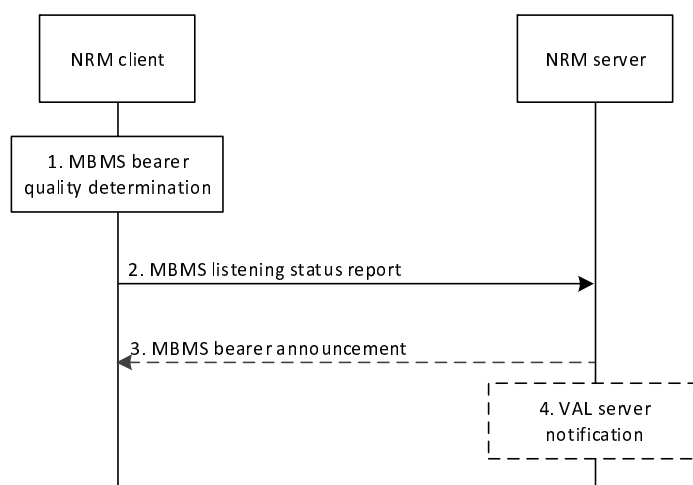 NRM client
NRM server
1. MBMS bearer
quality determination
2. MBMS listening status report
3. MBMS bearer announcement
4. VAL server
notification